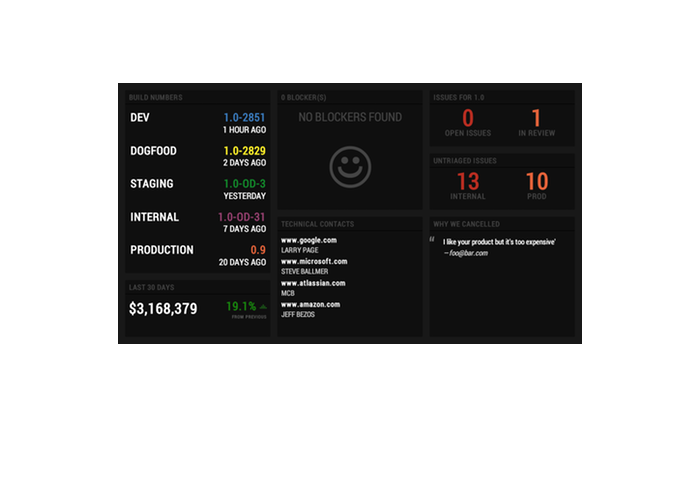 BUILD NUMBERS
DEV 1.0-2851
1 HOUR AGO
DOGFOOD 1.0-2829
2 DAYS AGO
STAGING 1.0-OD-3
YESTERDAY
INTERNAL 1.0-OD-31
7 DAYS AGO
PRODUCTION 0.9
20 DAYS AGO
LAST 30 DAYS
$3,168,379 19.1%
FROM PREVIOUS
0 BLOCKER(S)
NO BLOCKERS FOUND
TECHNICAL CONTACTS
www.google.com
LARRY PAGE
www.microsoft.com
STEVE BALLMER
www.atlassian.com
MCB
www.amazon.com
JEFF BEZOS
ISSUES FOR 1.0
0 1
OPEN ISSUES IN REVIEW
UNTRIAGED ISSUES
13 10
INTERNAL PROD
WHY WE CANCELLED
" I like your product but it's too expensive'
—foo@bar.com